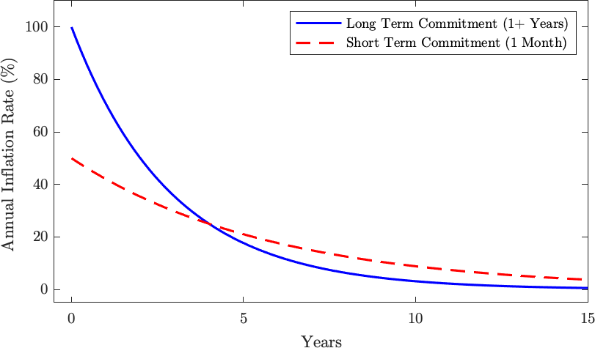 Long Term Commitment (1+ Years)
Short Term Commitment (1 Month)
Annual Inflation Rate (%)
100
80
60
40
20
0
0 5 10 15
Years